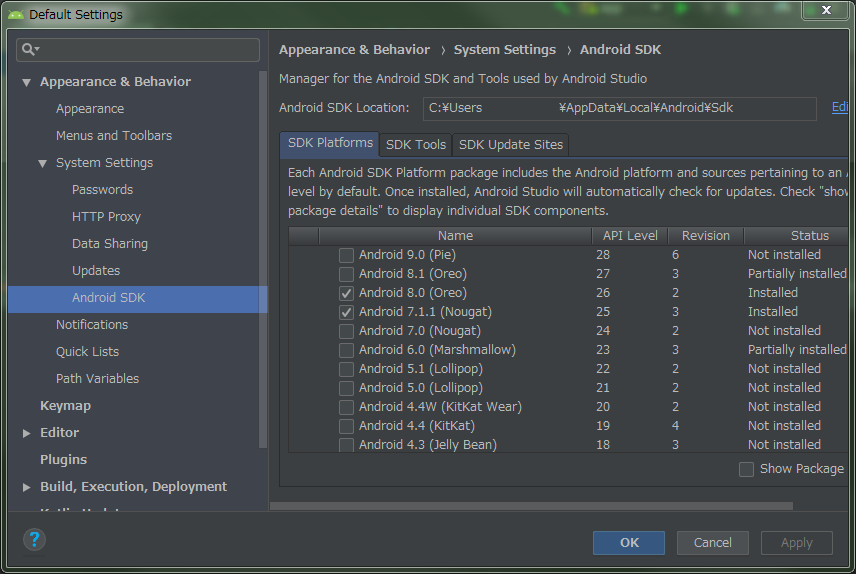 Default Settings
Appearance & Behavior
Appearance
Menus and Toolbars
System Settings
Passwords
HTTP Proxy
Data Sharing
Updates
Android SDK
Notifications
Quick Lists
Path Variables
Keymap
Editor
Plugins
Build, Execution, Deployment
Appearance & Behavior › System Settings › Android SDK
Manager for the Android SDK and Tools used by Android Studio
Android SDK Location: C:¥Users ¥AppData¥Local¥Android¥Sdk Edi
SDK Platforms SDK Tools SDK Update Sites
Each Android SDK Platform package includes the Android platform and sources pertaining to an A
level by default. Once installed, Android Studio will automatically check for updates. Check "show
package details" to display individual SDK components.
Name API Level Revision Status
Android 9.0 (Pie) 28 6 Not installed
Android 8.1 (Oreo) 27 3 Partially installed
Android 8.0 (Oreo) 26 2 Installed
Android 7.1.1 (Nougat) 25 3 Installed
Android 7.0 (Nougat) 24 2 Not installed
Android 6.0 (Marshmallow) 23 3 Partially installed
Android 5.1 (Lollipop) 22 2 Not installed
Android 5.0 (Lollipop) 21 2 Not installed
Android 4.4W (KitKat Wear) 20 2 Not installed
Android 4.4 (KitKat) 19 4 Not installed
Android 4.3 (Jelly Bean) 18 3 Not installed
Show Package
? OK Cancel Apply